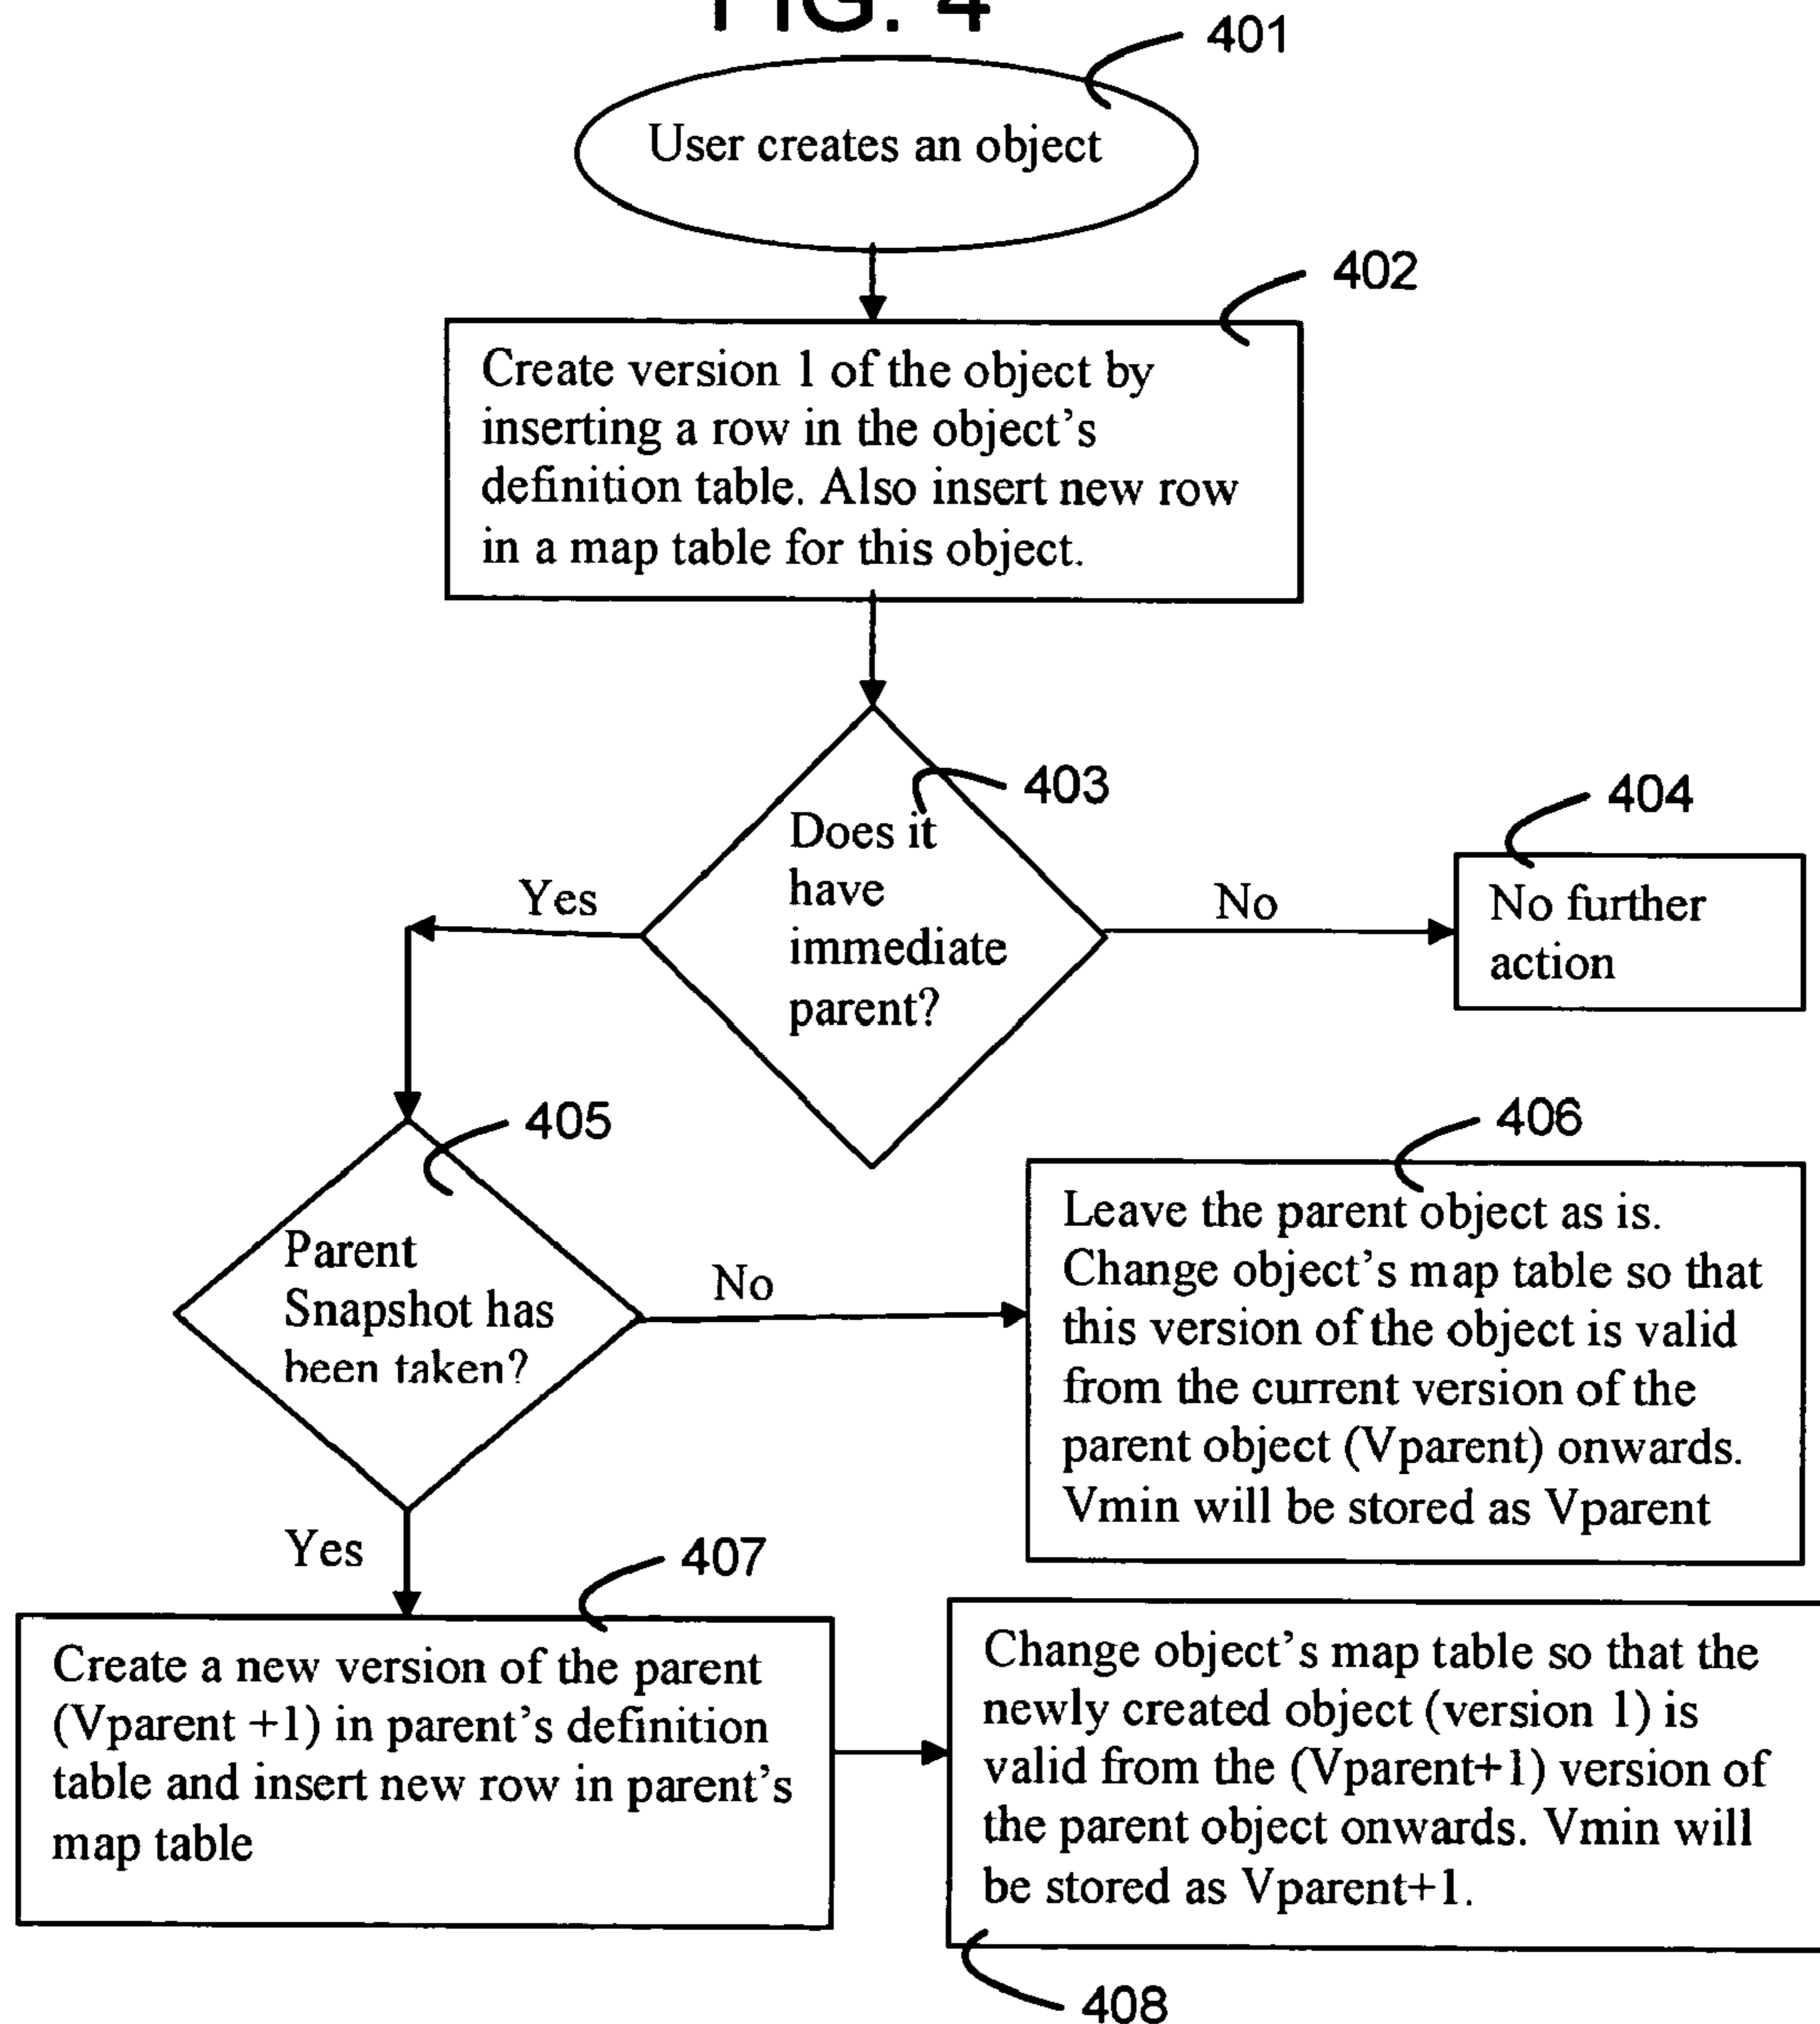 FIG. 4
401
User creates an object
402
Create version 1 of the object by
inserting a row in the object's
definition table. Also insert new row
in a map table for this object.
403
Does it
have
immediate
parent?
404
Yes
No
No further
action
405
Parent
Snapshot has
been taken?
No
406
Leave the parent object as is.
Change object's map table so that
this version of the object is valid
from the current version of the
parent object (Vparent) onwards.
Vmin will be stored as Vparent
Yes
407
Create a new version of the parent
(Vparent +1) in parent's definition
table and insert new row in parent's
map table
Change object's map table so that the
newly created object (version 1) is
valid from the (Vparent+1) version of
the parent object onwards. Vmin will
be stored as Vparent+1.
408